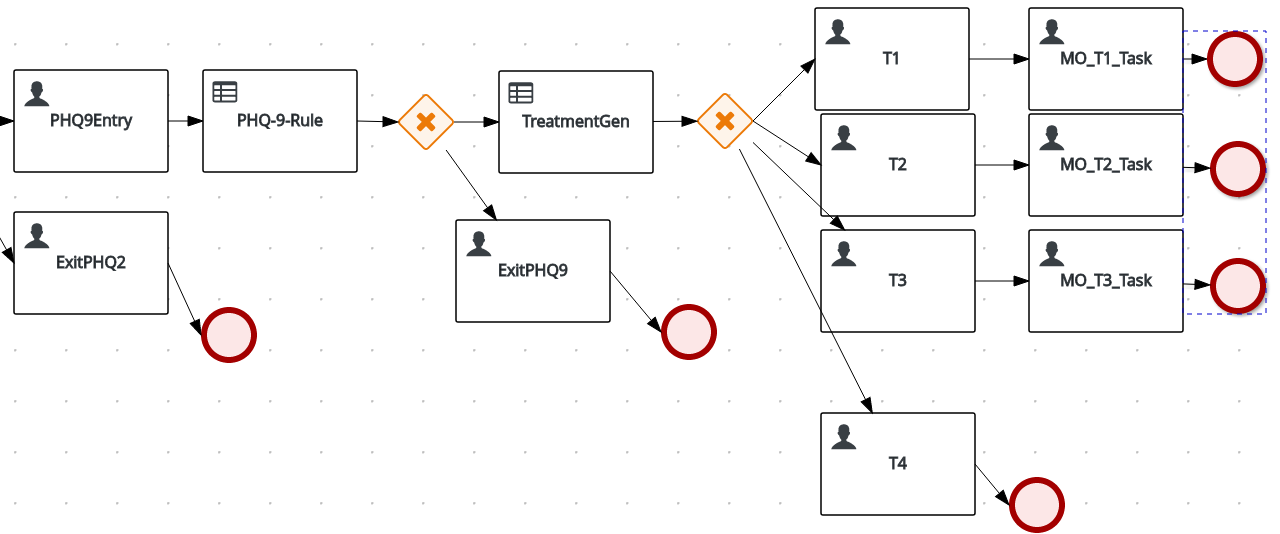 PHQ9Entry
PHQ-9-Rule
TreatmentGen
T1
MO_T1_Task
T2
MO_T2_Task
ExitPHQ2
ExitPHQ9
T3
MO_T3_Task
T4